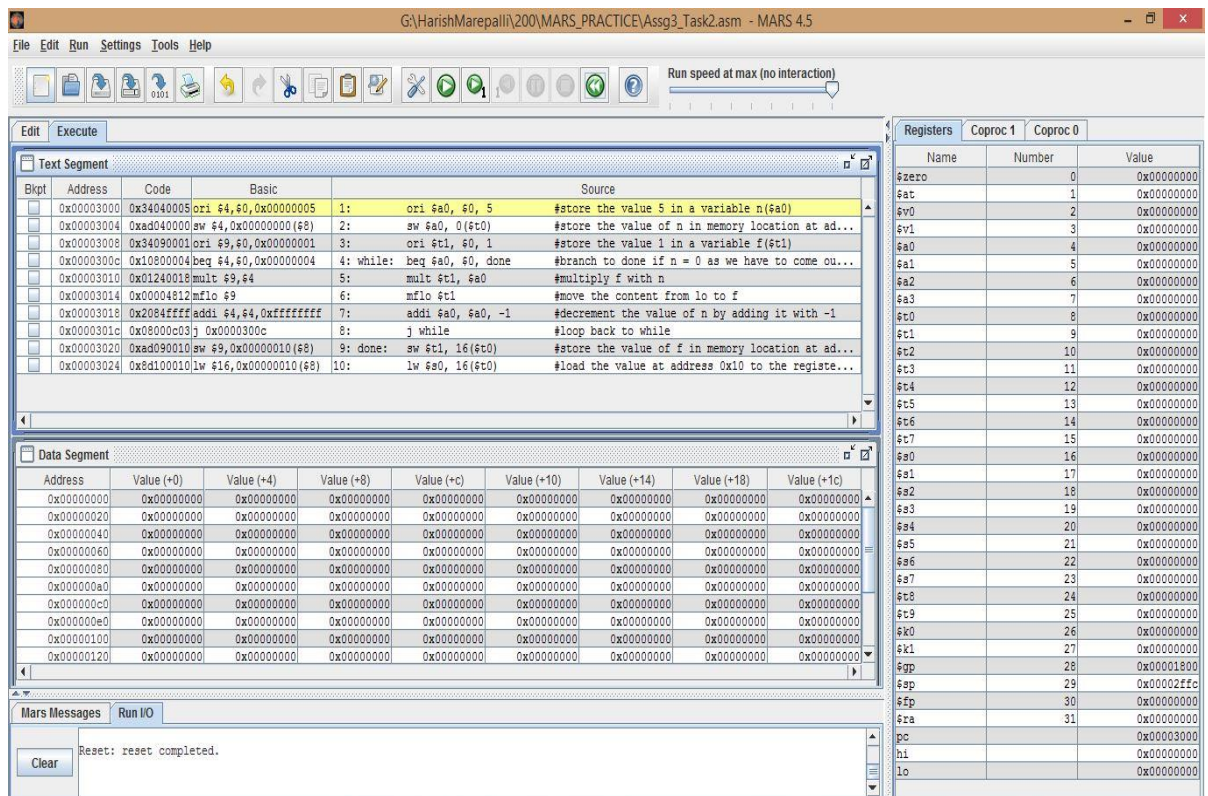 G:\HarishMarepalli\200\MARS_PRACTICE\Assg3_Task2.asm - MARS 4.5
File Edit Run Settings Tools Help
Run speed at max (no interaction)
Edit Execute
Text Segment
Bkpt Address Code Basic Source
0x00003000 0x34040005 ori $4,$0,0x00000005 1: ori $a0, $0, 5 #store the value 5 in a variable n($a0)
0x00003004 0xad040000 sw $4,0x00000000($8) 2: sw $a0, 0($t0) #store the value of n in memory location at ad...
0x00003008 0x34090001 ori $9,$0,0x00000001 3: ori $t1, $0, 1 #store the value 1 in a variable f($t1)
0x0000300c 0x10800004 beq $4,$0,0x00000004 4: while: beq $a0, $0, done #branch to done if n = 0 as we have to come ou...
0x00003010 0x01240018 mult $9,$4 5: mult $t1, $a0 #multiply f with n
0x00003014 0x00004812 mflo $9 6: mflo $t1 #move the content from lo to f
0x00003018 0x2084ffff addi $4,$4,0xffffffff 7: addi $a0, $a0, -1 #decrement the value of n by adding it with -1
0x0000301c 0x08000c03 j 0x0000300c 8: j while #loop back to while
0x00003020 0xad090010 sw $9,0x00000010($8) 9: done: sw $t1, 16($t0) #store the value of f in memory location at ad...
0x00003024 0x8d100010 lw $16,0x00000010($8) 10: lw $s0, 16($t0) #load the value at address 0x10 to the registe...
Data Segment
Address Value (+0) Value (+4) Value (+8) Value (+c) Value (+10) Value (+14) Value (+18) Value (+1c)
0x00000000 0x00000000 0x00000000 0x00000000 0x00000000 0x00000000 0x00000000 0x00000000 0x00000000
0x00000020 0x00000000 0x00000000 0x00000000 0x00000000 0x00000000 0x00000000 0x00000000 0x00000000
0x00000040 0x00000000 0x00000000 0x00000000 0x00000000 0x00000000 0x00000000 0x00000000 0x00000000
0x00000060 0x00000000 0x00000000 0x00000000 0x00000000 0x00000000 0x00000000 0x00000000 0x00000000
0x00000080 0x00000000 0x00000000 0x00000000 0x00000000 0x00000000 0x00000000 0x00000000 0x00000000
0x000000a0 0x00000000 0x00000000 0x00000000 0x00000000 0x00000000 0x00000000 0x00000000 0x00000000
0x000000c0 0x00000000 0x00000000 0x00000000 0x00000000 0x00000000 0x00000000 0x00000000 0x00000000
0x000000e0 0x00000000 0x00000000 0x00000000 0x00000000 0x00000000 0x00000000 0x00000000 0x00000000
0x00000100 0x00000000 0x00000000 0x00000000 0x00000000 0x00000000 0x00000000 0x00000000 0x00000000
0x00000120 0x00000000 0x00000000 0x00000000 0x00000000 0x00000000 0x00000000 0x00000000 0x00000000
Mars Messages Run I/O
Clear
Reset: reset completed.
Registers Coproc 1 Coproc 0
Name Number Value
$zero 0 0x00000000
$at 1 0x00000000
$v0 2 0x00000000
$v1 3 0x00000000
$a0 4 0x00000000
$a1 5 0x00000000
$a2 6 0x00000000
$a3 7 0x00000000
$t0 8 0x00000000
$t1 9 0x00000000
$t2 10 0x00000000
$t3 11 0x00000000
$t4 12 0x00000000
$t5 13 0x00000000
$t6 14 0x00000000
$t7 15 0x00000000
$s0 16 0x00000000
$s1 17 0x00000000
$s2 18 0x00000000
$s3 19 0x00000000
$s4 20 0x00000000
$s5 21 0x00000000
$s6 22 0x00000000
$s7 23 0x00000000
$t8 24 0x00000000
$t9 25 0x00000000
$k0 26 0x00000000
$k1 27 0x00000000
$gp 28 0x00001800
$sp 29 0x00002ffc
$fp 30 0x00000000
$ra 31 0x00000000
pc 0x00003000
hi 0x00000000
lo 0x00000000